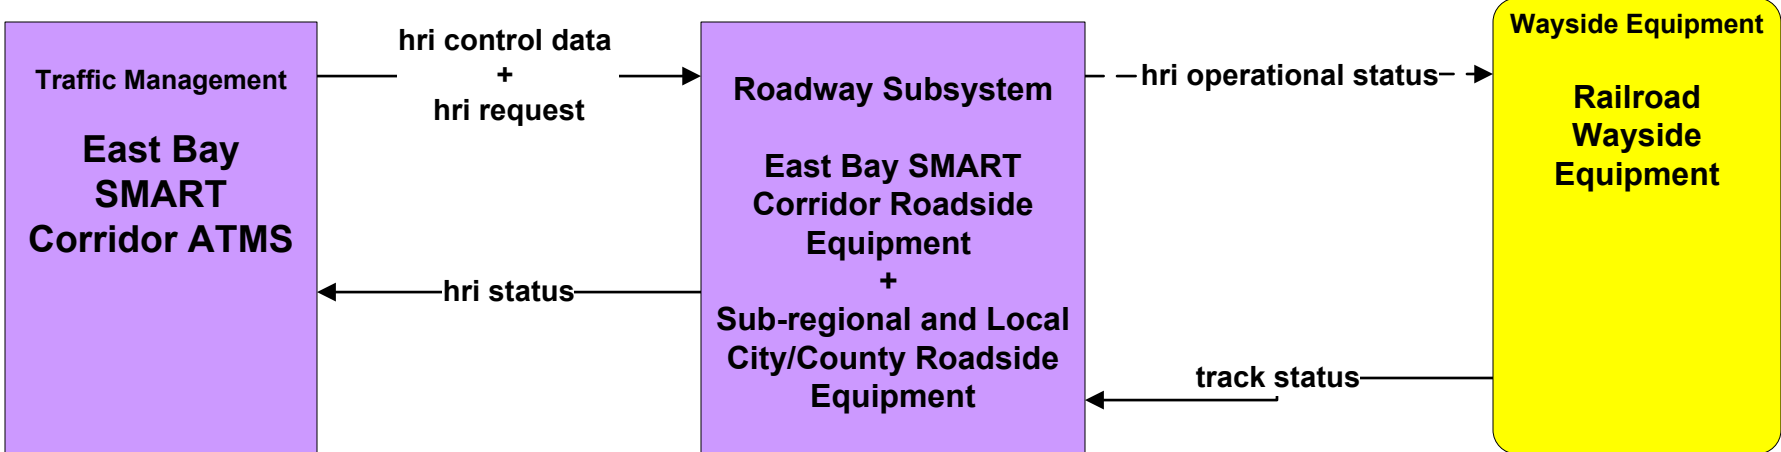 Traffic Management
East Bay
SMART
Corridor ATMS
hri control data
+
hri request
hri status
Roadway Subsystem
East Bay SMART
Corridor Roadside
Equipment
+
Sub-regional and Local
City/County Roadside
Equipment
hri operational status
track status
Wayside Equipment
Railroad
Wayside
Equipment